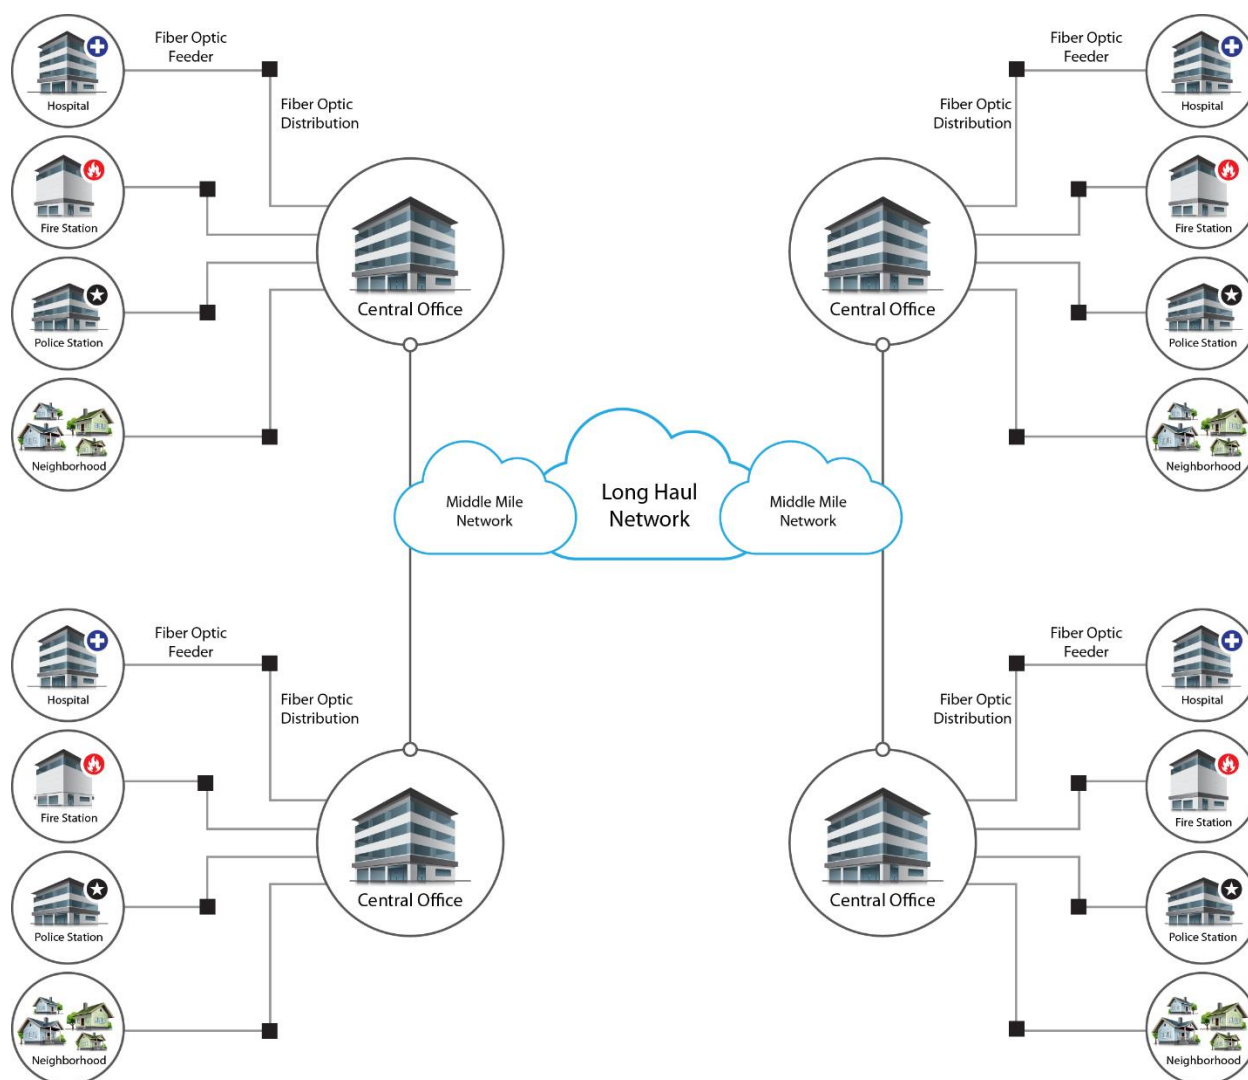 Fiber Optic
Feeder
Hospital
Fiber Optic
Distribution
Fire Station
Police Station
Neighborhood
Central Office
Fiber Optic
Feeder
Hospital
Fiber Optic
Distribution
Fire Station
Police Station
Neighborhood
Central Office
Middle Mile
Network
Long Haul
Network
Middle Mile
Network
Fiber Optic
Feeder
Hospital
Fiber Optic
Distribution
Fire Station
Police Station
Neighborhood
Central Office
Fiber Optic
Feeder
Hospital
Fiber Optic
Distribution
Fire Station
Police Station
Neighborhood
Central Office